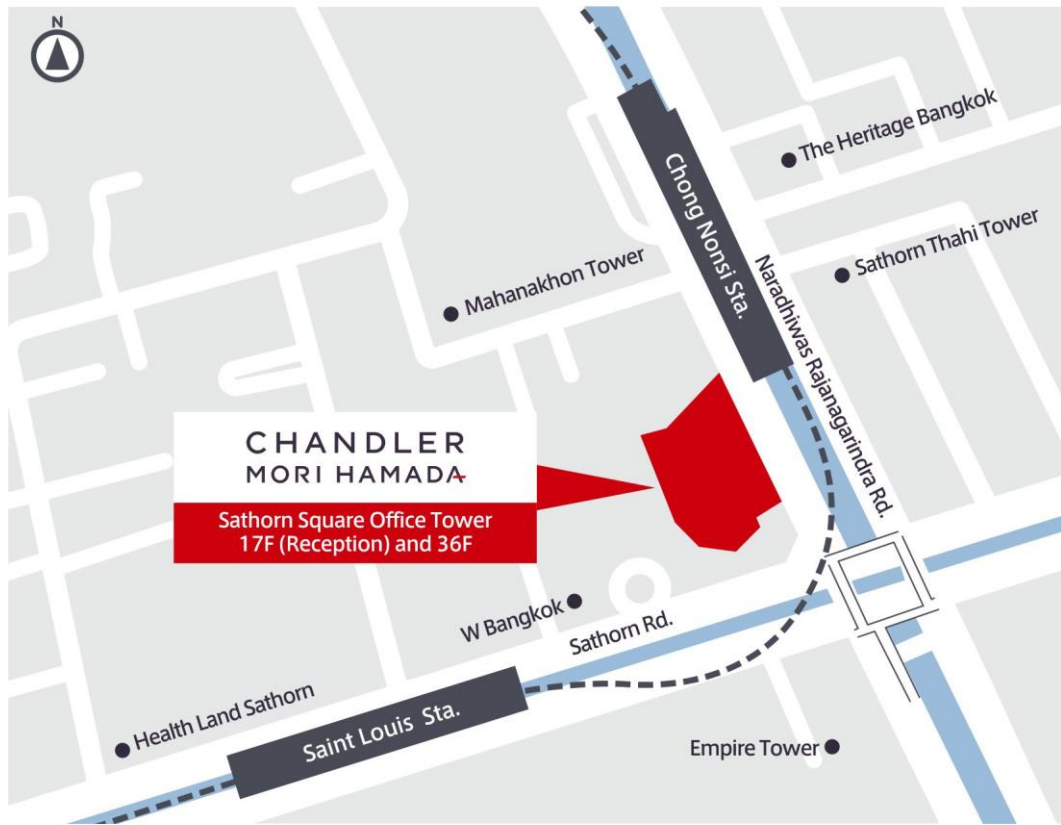 N
The Heritage Bangkok
Chong Nonsi Sta.
Sathorn Thahi Tower
Mahanakhon Tower
Naradhiwas Rajanagarindra Rd.
CHANDLER
MORI HAMADA
Sathorn Square Office Tower
17F (Reception) and 36F
W Bangkok
Sathorn Rd.
Health Land Sathorn
Saint Louis Sta.
Empire Tower